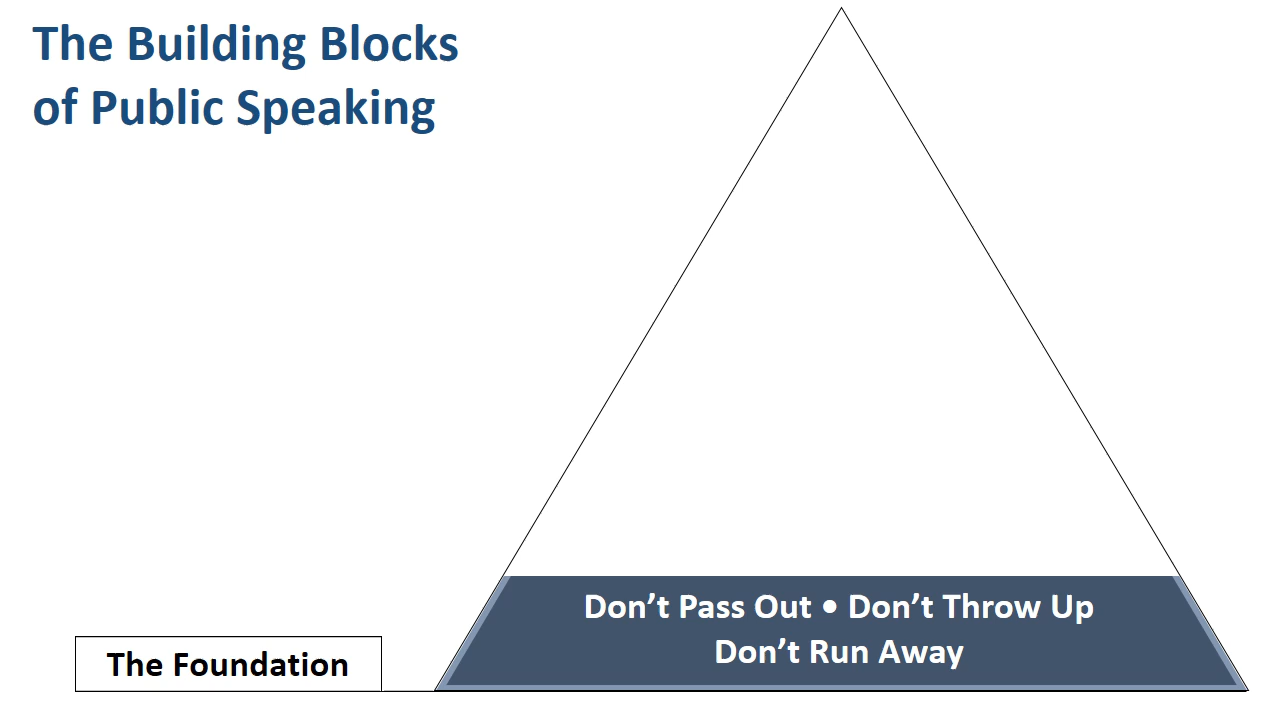 The Building Blocks
of Public Speaking
Don’t Pass Out • Don’t Throw Up
Don’t Run Away
The Foundation